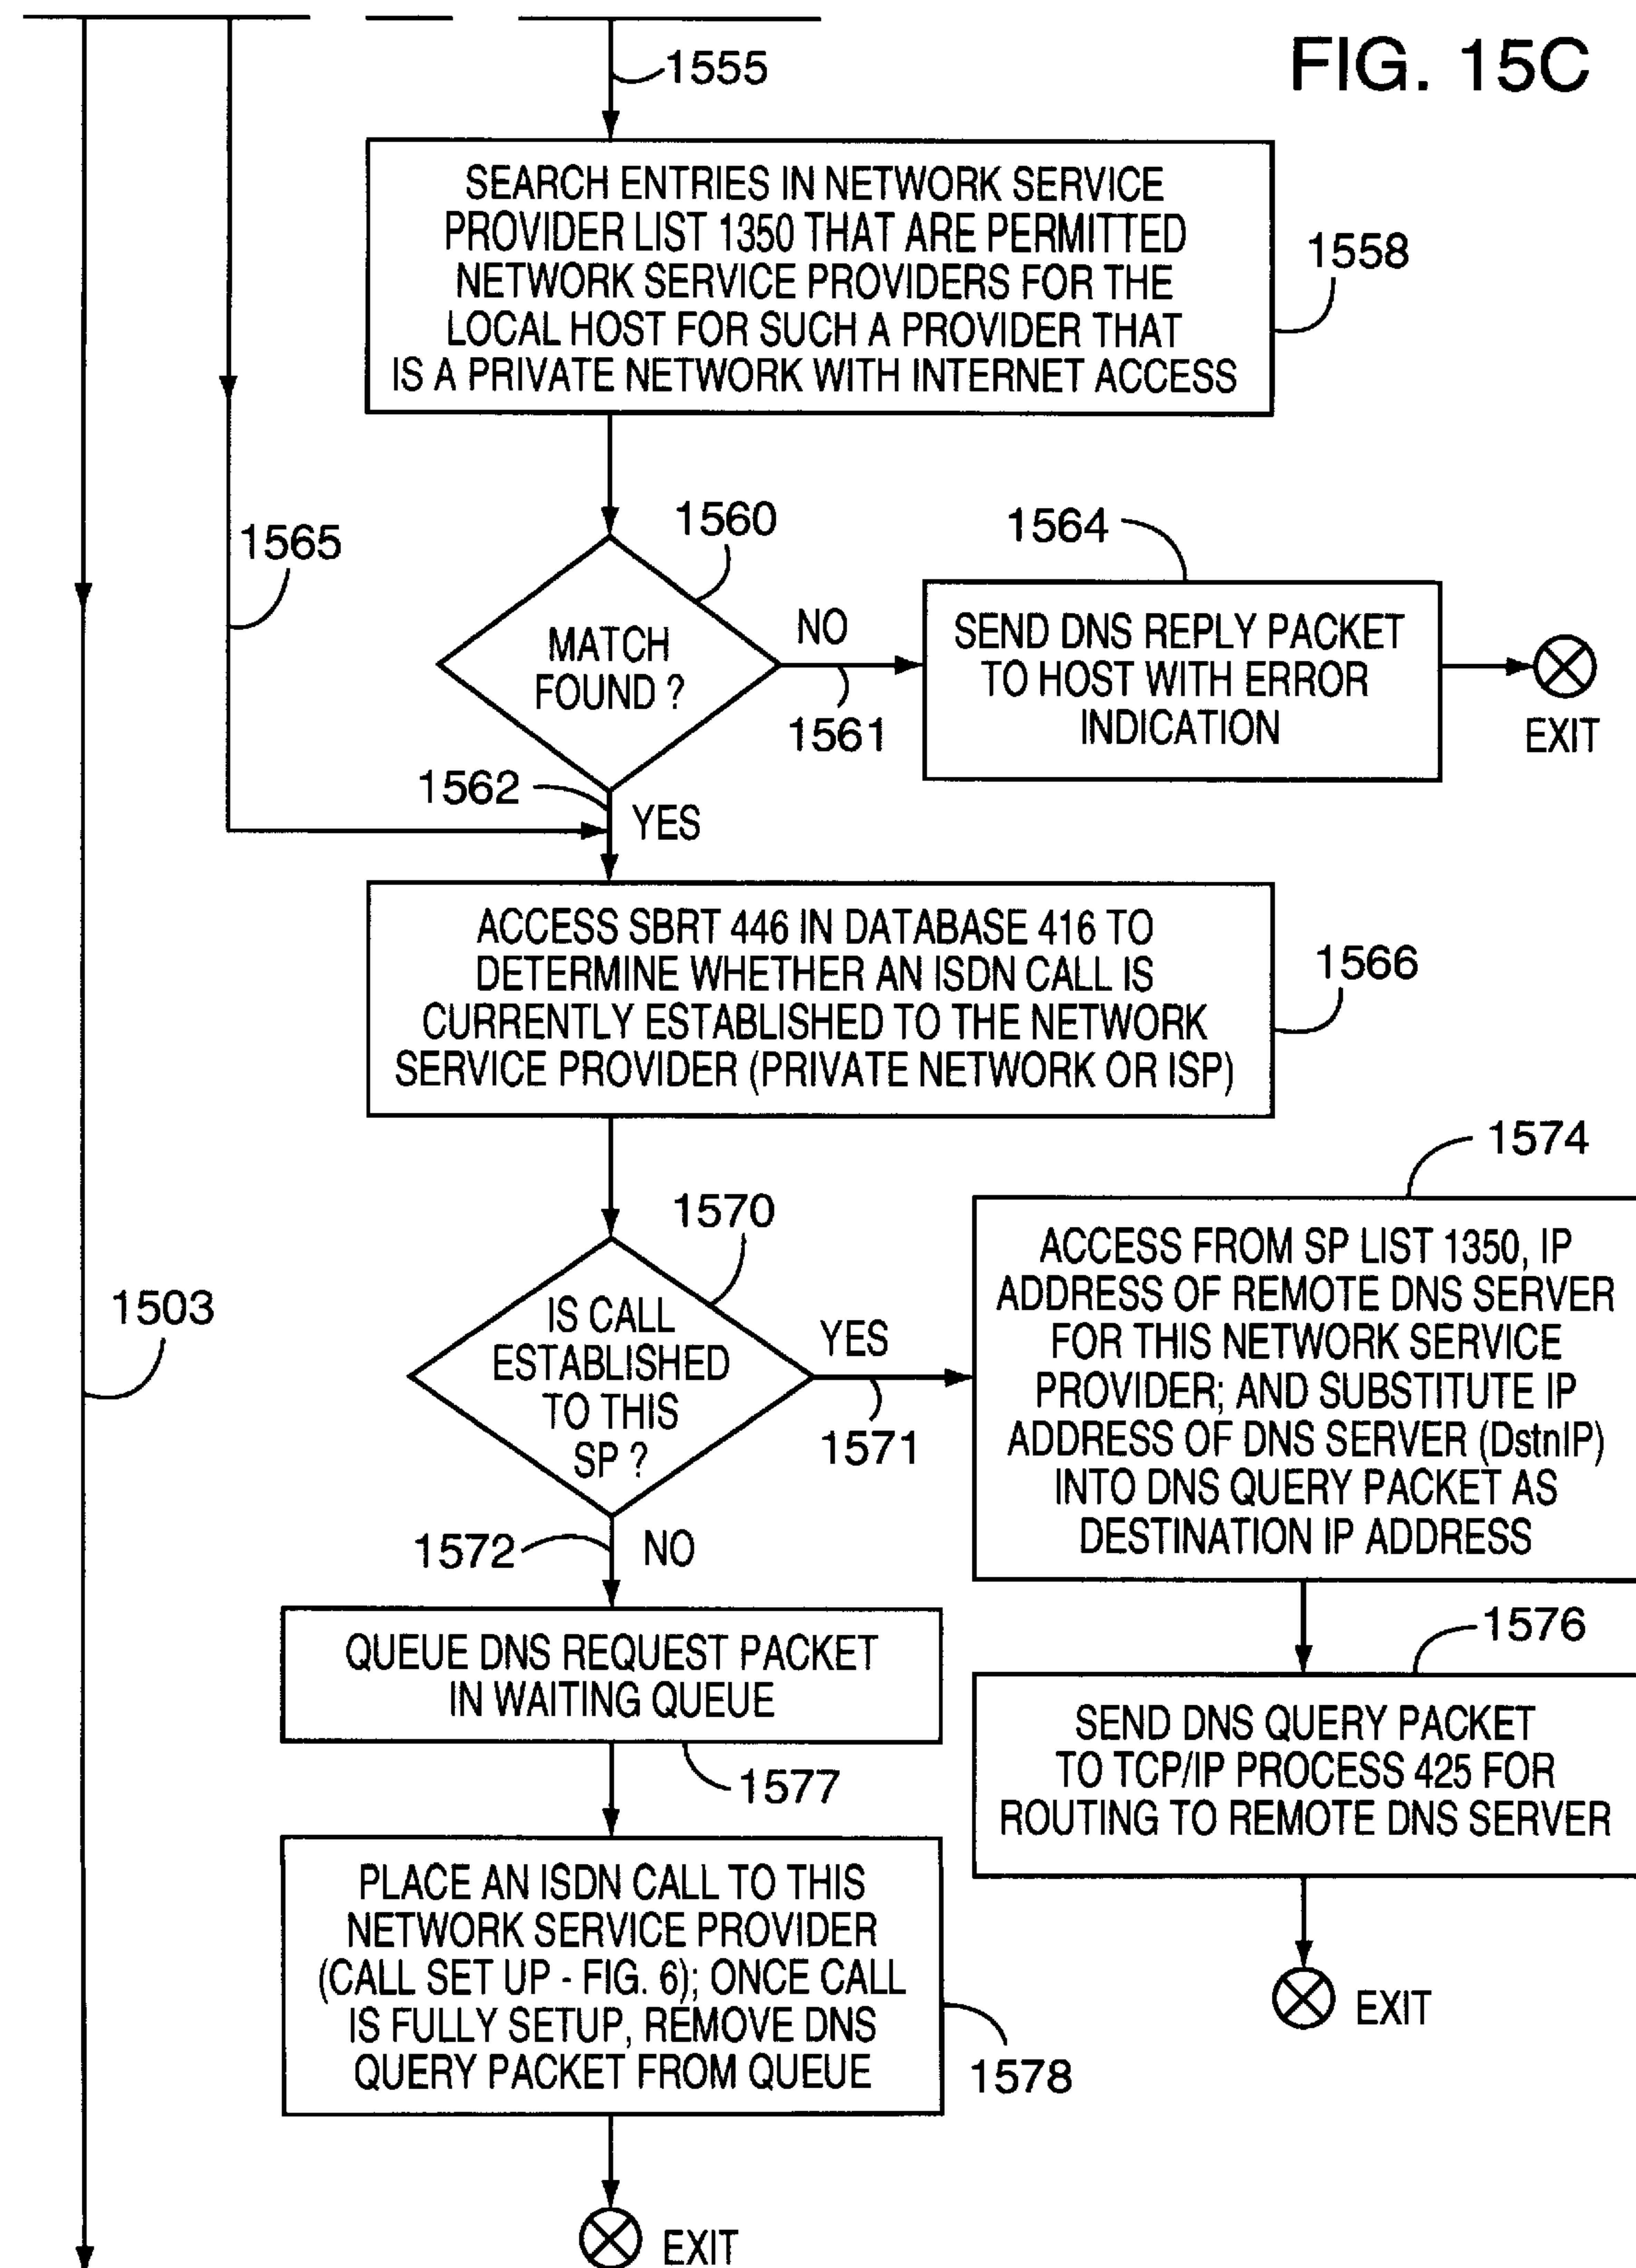 FIG. 15C
1555
SEARCH ENTRIES IN NETWORK SERVICE
PROVIDER LIST 1350 THAT ARE PERMITTED
NETWORK SERVICE PROVIDERS FOR THE
LOCAL HOST FOR SUCH A PROVIDER THAT
IS A PRIVATE NETWORK WITH INTERNET ACCESS
1558
1565
1560
MATCH
FOUND ?
NO
1561
1564
SEND DNS REPLY PACKET
TO HOST WITH ERROR
INDICATION
EXIT
1562
YES
ACCESS SBRT 446 IN DATABASE 416 TO
DETERMINE WHETHER AN ISDN CALL IS
CURRENTLY ESTABLISHED TO THE NETWORK
SERVICE PROVIDER (PRIVATE NETWORK OR ISP)
1566
1503
1570
IS CALL
ESTABLISHED
TO THIS
SP ?
YES
1571
1574
ACCESS FROM SP LIST 1350, IP
ADDRESS OF REMOTE DNS SERVER
FOR THIS NETWORK SERVICE
PROVIDER; AND SUBSTITUTE IP
ADDRESS OF DNS SERVER (DstnIP)
INTO DNS QUERY PACKET AS
DESTINATION IP ADDRESS
1572
NO
1576
SEND DNS QUERY PACKET
TO TCP/IP PROCESS 425 FOR
ROUTING TO REMOTE DNS SERVER
EXIT
QUEUE DNS REQUEST PACKET
IN WAITING QUEUE
1577
PLACE AN ISDN CALL TO THIS
NETWORK SERVICE PROVIDER
(CALL SET UP - FIG. 6); ONCE CALL
IS FULLY SETUP, REMOVE DNS
QUERY PACKET FROM QUEUE
1578
EXIT